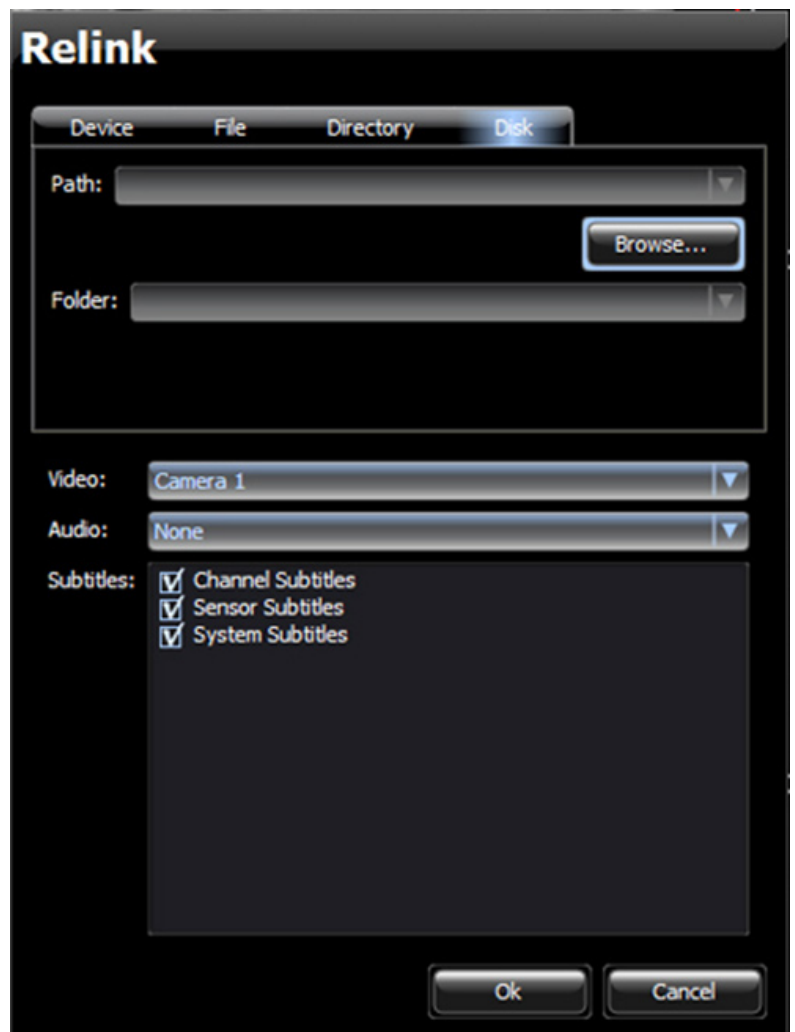 Relink
Device File Directory Disk
Path:
Browse...
Folder:
Video: Camera 1
Audio: None
Subtitles: Channel Subtitles
Sensor Subtitles
System Subtitles
Ok Cancel